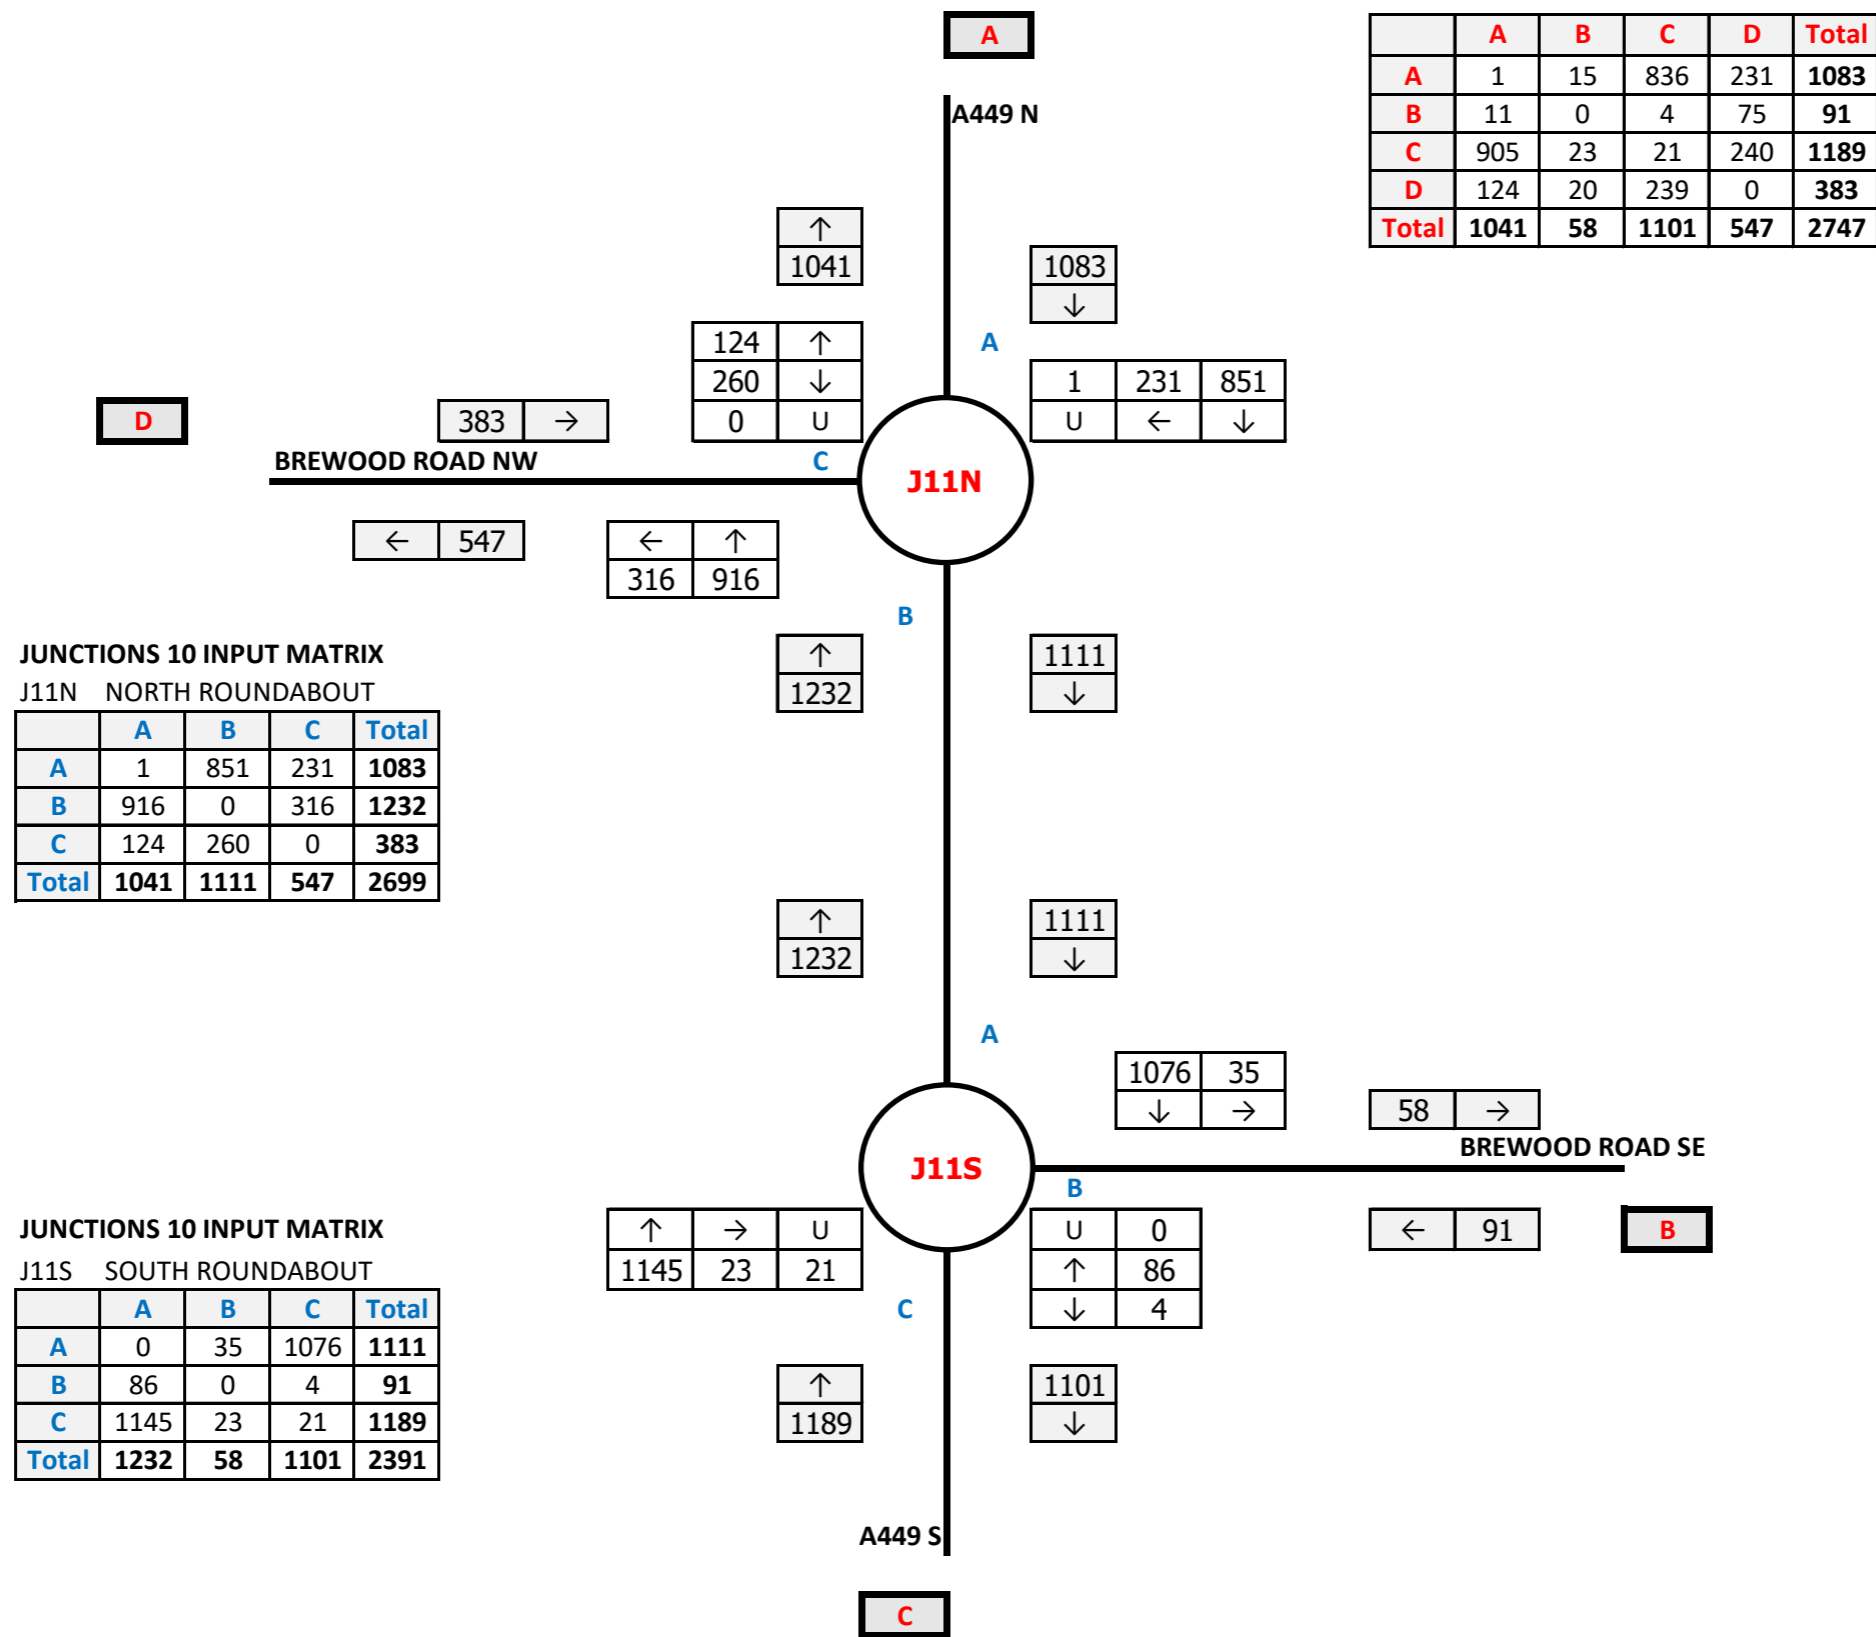 A
A B C D Total
A 1 15 836 231 1083
B 11 0 4 75 91
C 905 23 21 240 1189
D 124 20 239 0 383
Total 1041 58 1101 547 2747
A449 N
↑
1041
1083
↓
A
124 ↑
260 ↓
0 U
1 231 851
U ← ↓
D
383 →
BREWOOD ROAD NW
C
J11N
← 547
← ↑
316 916
B
↑
1232
1111
↓
JUNCTIONS 10 INPUT MATRIX
J11N NORTH ROUNDABOUT
A B C Total
A 1 851 231 1083
B 916 0 316 1232
C 124 260 0 383
Total 1041 1111 547 2699
↑
1232
1111
↓
A
1076 35
↓ →
58 →
BREWOOD ROAD SE
J11S
B
↑ → U
1145 23 21
U 0
↑ 86
↓ 4
← 91
B
C
JUNCTIONS 10 INPUT MATRIX
J11S SOUTH ROUNDABOUT
A B C Total
A 0 35 1076 1111
B 86 0 4 91
C 1145 23 21 1189
Total 1232 58 1101 2391
↑
1189
1101
↓
A449 S
C